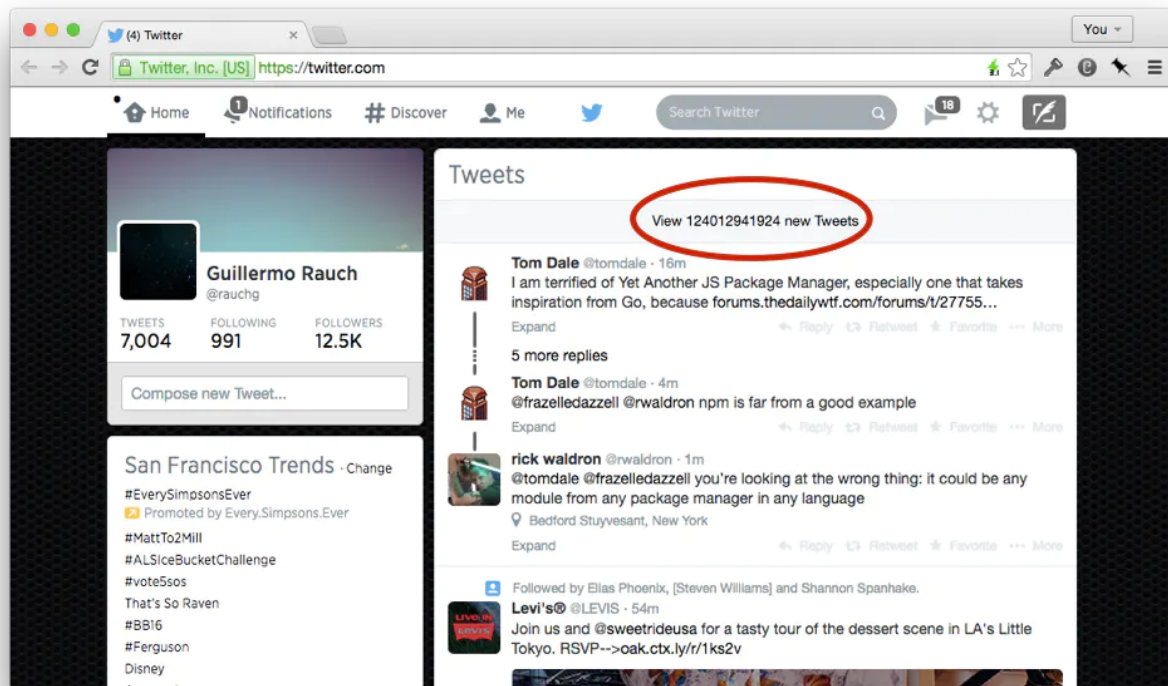 (4) Twitter
You
Twitter, Inc. [US] https://twitter.com
1
18
Home Notifications Discover Me Search Twitter
Guillermo Rauch
@rauchg
TWEETS FOLLOWING FOLLOWERS
7,004 991 12.5K
Compose new Tweet...
San Francisco Trends · Change
#EverySimpsonsEver
Promoted by Every.Simpsons.Ever
#MattTo2Mill
#ALSIceBucketChallenge
#vote5sos
That's So Raven
#BB16
#Ferguson
Disney
Tweets
View 124012941924 new Tweets
Tom Dale @tomdale · 16m
I am terrified of Yet Another JS Package Manager, especially one that takes
inspiration from Go, because forums.thedailywtf.com/forums/t/27755…
Expand Reply Retweet Favorite More
5 more replies
Tom Dale @tomdale · 4m
@frazelledazzell @rwaldron npm is far from a good example
Expand Reply Retweet Favorite More
rick waldron @rwaldron · 1m
@tomdale @frazelledazzell you're looking at the wrong thing: it could be any
module from any package manager in any language
Bedford Stuyvesant, New York
Expand Reply Retweet Favorite More
Followed by Elias Phoenix, [Steven Williams] and Shannon Spanhake.
LIVE IN
LEVI'S
Levi's® @LEVIS · 54m
Join us and @sweetrideusa for a tasty tour of the dessert scene in LA's Little
Tokyo. RSVP-->oak.ctx.ly/r/1ks2v